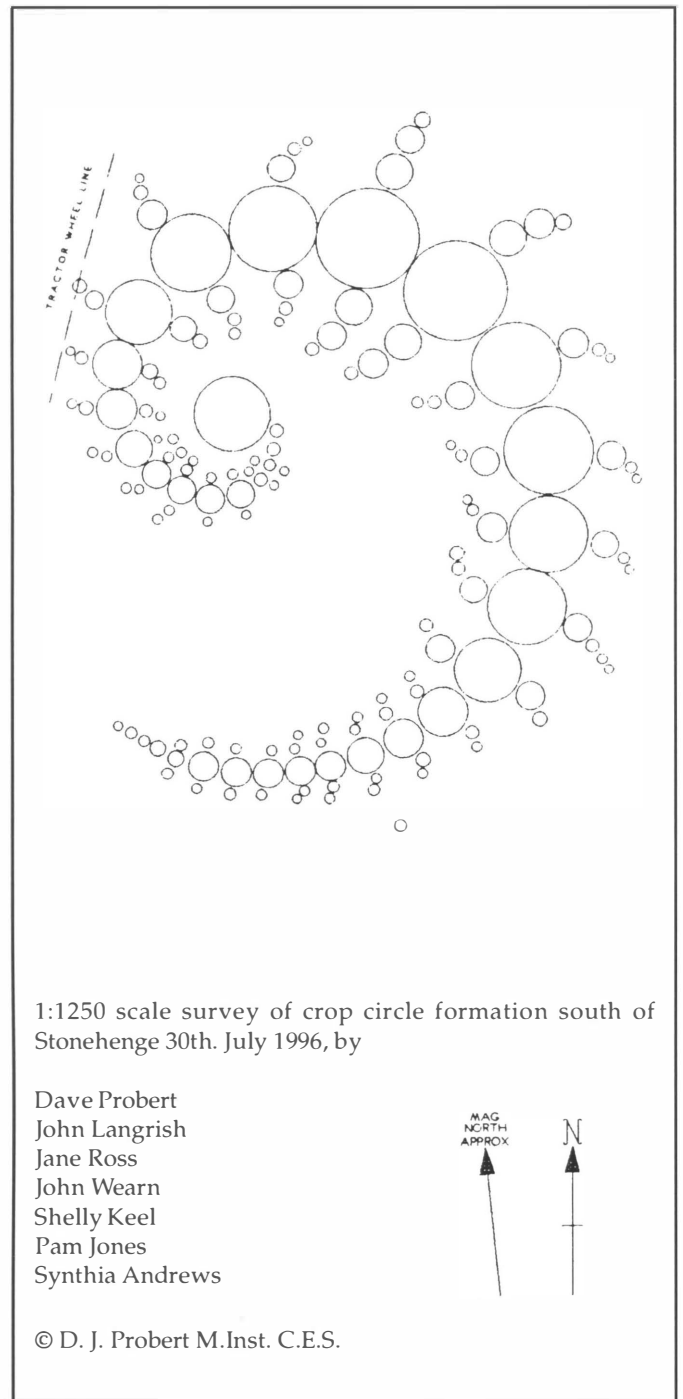 TRACTOR WHEEL LINE
1:1250 scale survey of crop circle formation south of
Stonehenge 30th. July 1996, by
Dave Probert
John Langrish
Jane Ross
John Wearn
Shelly Keel
Pam Jones
Synthia Andrews
MAG
NORTH
APPROX
N
© D. J. Probert M.Inst. C.E.S.